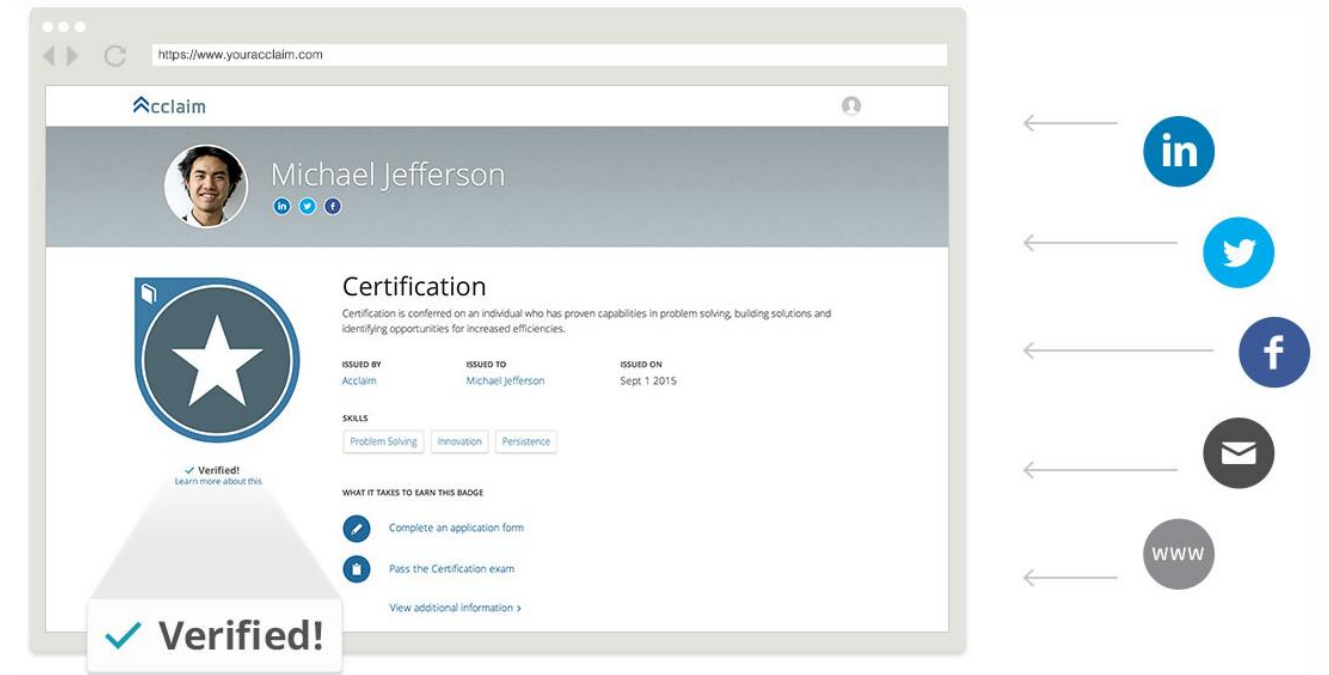 https://www.youracclaim.com
Acclaim
Michael Jefferson
in
f
Certification
Certification is conferred on an individual who has proven capabilities in problem solving, building solutions and
identifying opportunities for increased efficiencies.
ISSUED BY ISSUED TO ISSUED ON
Acclaim Michael Jefferson Sept 1 2015
SKILLS
Problem Solving Innovation Persistence
Verified!
Learn more about this
WHAT IT TAKES TO EARN THIS BADGE
Complete an application form
Pass the Certification exam
View additional information >
Verified!
in
f
www